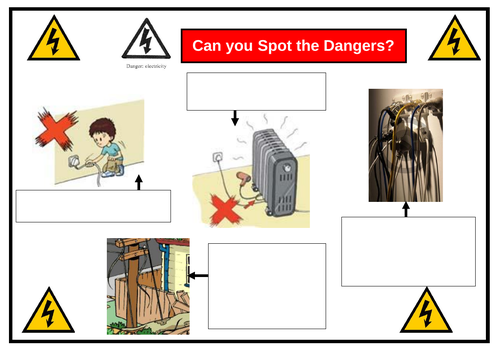 Can you Spot the Dangers?
Danger: electricity